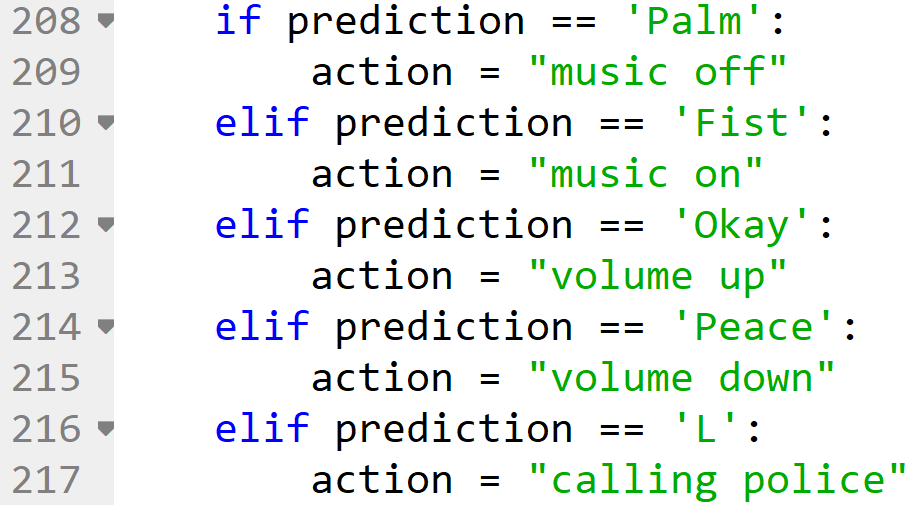 208 if prediction == 'Palm':
209 action = "music off"
210 elif prediction == 'Fist':
211 action = "music on"
212 elif prediction == 'Okay':
213 action = "volume up"
214 elif prediction == 'Peace':
215 action = "volume down"
216 elif prediction == 'L':
217 action = "calling police"